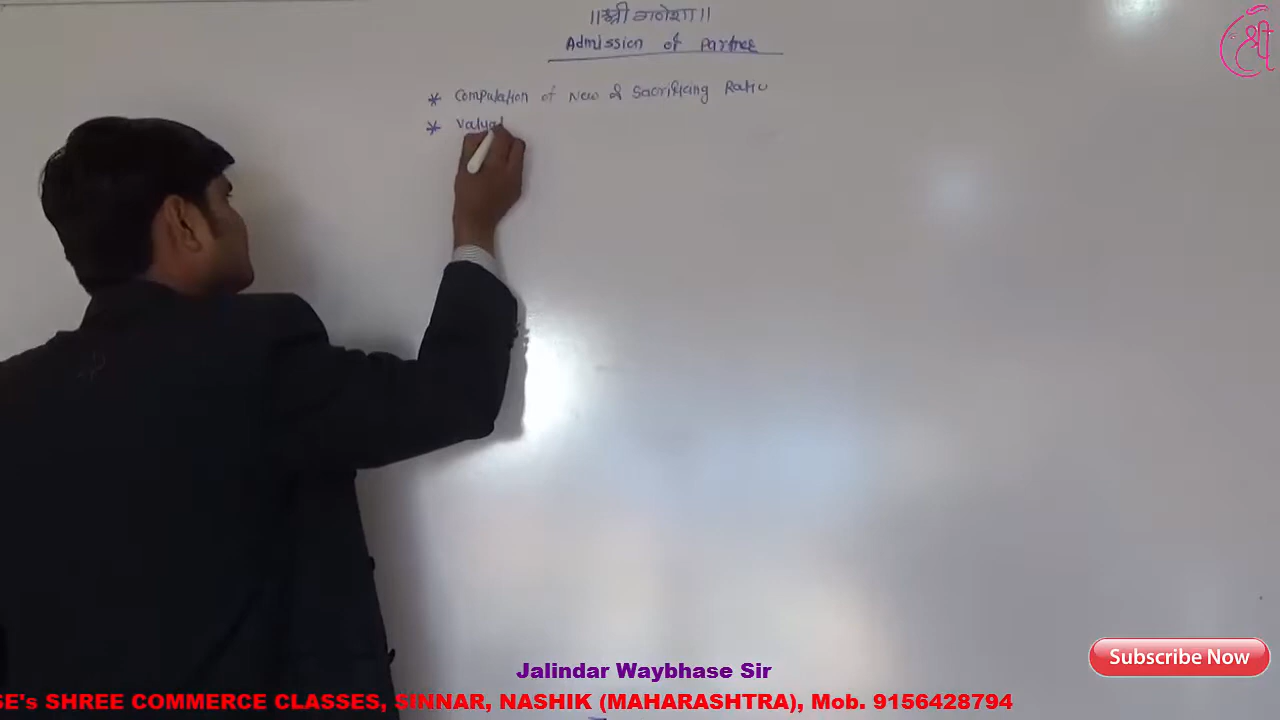 ॥श्री गणेशा॥
Admission of Partner
श्री
* Computation of New & Sacrificing Ratio
* Valuat
Subscribe Now
Jalindar Waybhase Sir
SE's SHREE COMMERCE CLASSES, SINNAR, NASHIK (MAHARASHTRA), Mob. 9156428794